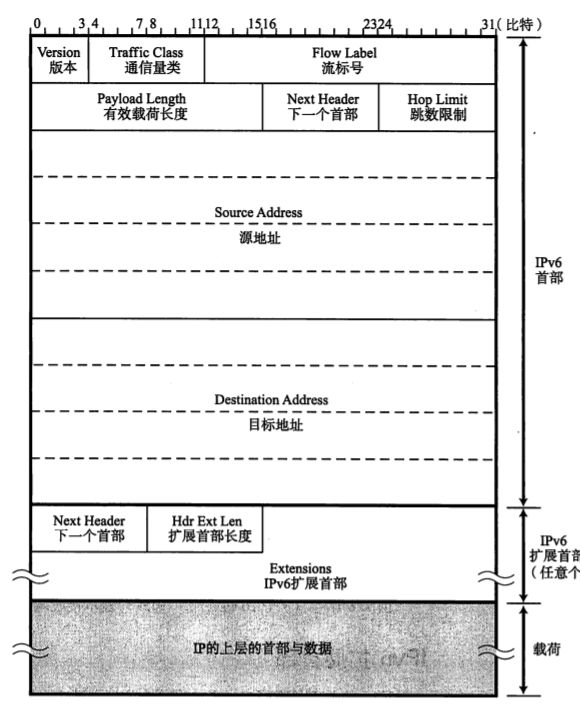 0 3 4 7 8 11 12 15 16 23 24 31(比特)
Version Traffic Class Flow Label
版本 通信量类 流标号
Payload Length Next Header Hop Limit
有效载荷长度 下一个首部 跳数限制
Source Address
源地址
IPv6
首部
Destination Address
目标地址
Next Header Hdr Ext Len
下一个首部 扩展首部长度
IPv6
扩展首部
(任意个
Extensions
IPv6扩展首部
IP的上层的首部与数据
载荷